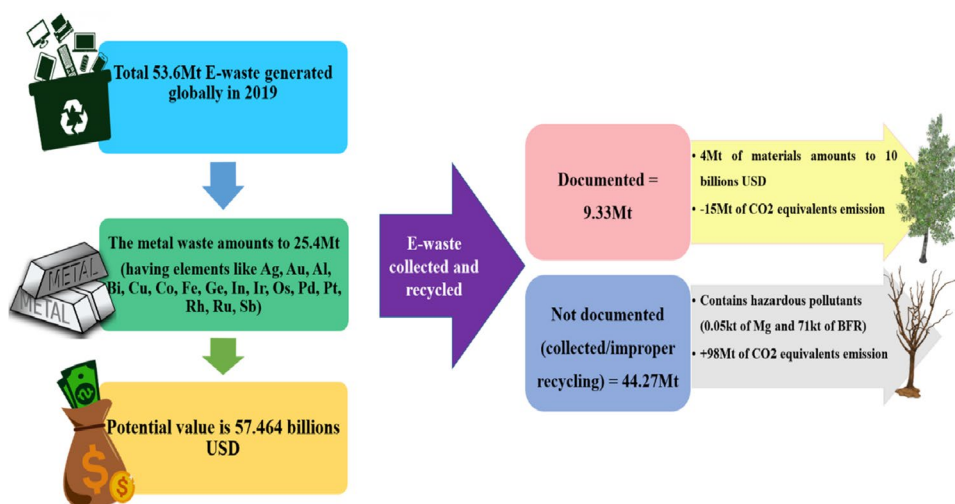 Total 53.6Mt E-waste generated
globally in 2019
METAL
METAL
The metal waste amounts to 25.4Mt
(having elements like Ag, Au, Al,
Bi, Cu, Co, Fe, Ge, In, Ir, Os, Pd, Pt,
Rh, Ru, Sb)
Potential value is 57.464 billions
USD
E-waste
collected and
recycled
Documented =
9.33Mt
• 4Mt of materials amounts to 10
billions USD
• -15Mt of CO2 equivalents emission
Not documented
(collected/improper
recycling) = 44.27Mt
• Contains hazardous pollutants
(0.05kt of Mg and 71kt of BFR)
• +98Mt of CO2 equivalents emission